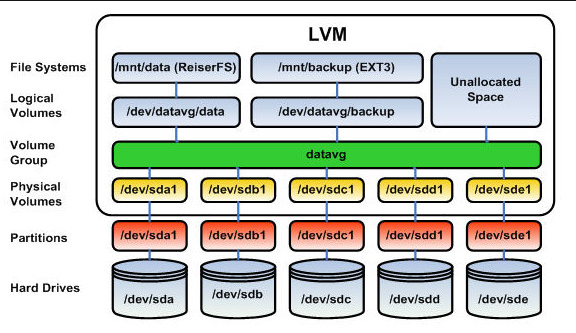 LVM
File Systems
/mnt/data (ReiserFS)
/mnt/backup (EXT3)
Unallocated
Space
Logical
Volumes
/dev/datavg/data
/dev/datavg/backup
Volume
Group
datavg
Physical
Volumes
/dev/sda1
/dev/sdb1
/dev/sdc1
/dev/sdd1
/dev/sde1
Partitions
/dev/sda1
/dev/sdb1
/dev/sdc1
/dev/sdd1
/dev/sde1
Hard Drives
/dev/sda
/dev/sdb
/dev/sdc
/dev/sdd
/dev/sde